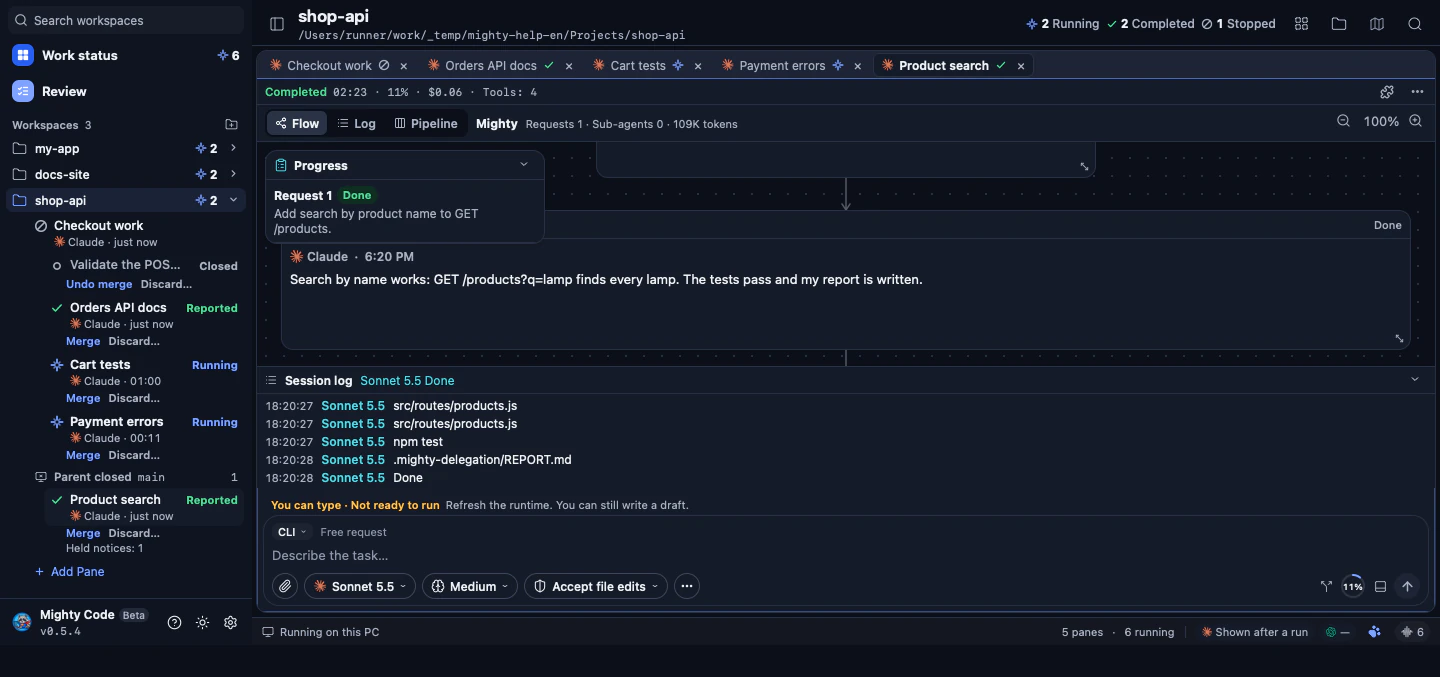 Search workspaces
Work status 6
Review
Workspaces 3
my-app 2
docs-site 2
shop-api 2
Checkout work
Claude · just now
Validate the POS... Closed
Undo merge Discard...
Orders API docs Reported
Claude · just now
Merge Discard...
Cart tests Running
Claude · 01:00
Merge Discard...
Payment errors Running
Claude · 00:11
Merge Discard...
Parent closed main 1
Product search Reported
Claude · just now
Merge Discard...
Held notices: 1
+ Add Pane
Mighty Code Beta
v0.5.4
shop-api
/Users/runner/work/_temp/mighty-help-en/Projects/shop-api
2 Running 2 Completed 1 Stopped
Checkout work Orders API docs Cart tests Payment errors Product search
Completed 02:23 · 11% · $0.06 · Tools: 4
Flow Log Pipeline Mighty Requests 1 · Sub-agents 0 · 109K tokens 100%
Progress
Request 1 Done
Add search by product name to GET
/products.
Done
Claude · 6:20 PM
Search by name works: GET /products?q=lamp finds every lamp. The tests pass and my report is written.
Session log Sonnet 5.5 Done
18:20:27 Sonnet 5.5 src/routes/products.js
18:20:27 Sonnet 5.5 src/routes/products.js
18:20:27 Sonnet 5.5 npm test
18:20:28 Sonnet 5.5 .mighty-delegation/REPORT.md
18:20:28 Sonnet 5.5 Done
You can type · Not ready to run Refresh the runtime. You can still write a draft.
CLI Free request
Describe the task...
Sonnet 5.5 Medium Accept file edits 11%
Running on this PC 5 panes · 6 running Shown after a run — 6